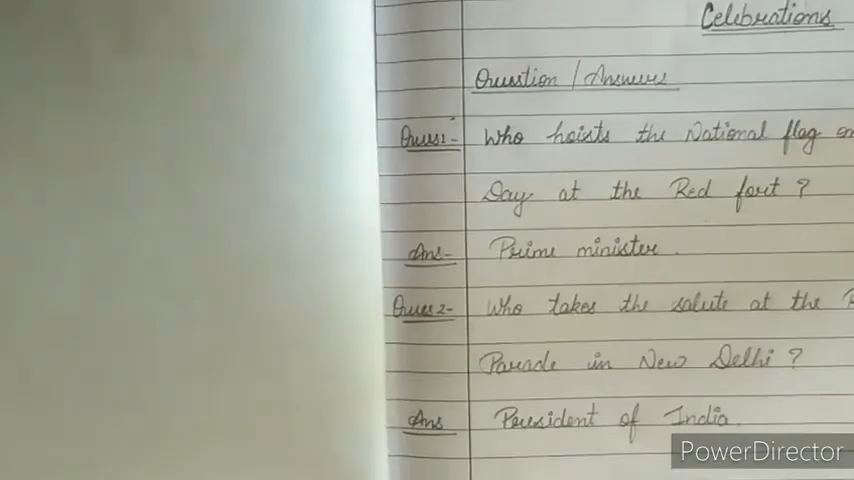 Celebrations
Question / Answers
Ques1- Who hoists the National flag on
Day at the Red fort ?
Ans- Prime minister.
Ques2- Who takes the salute at the
Parade in New Delhi ?
Ans President of India.
PowerDirector